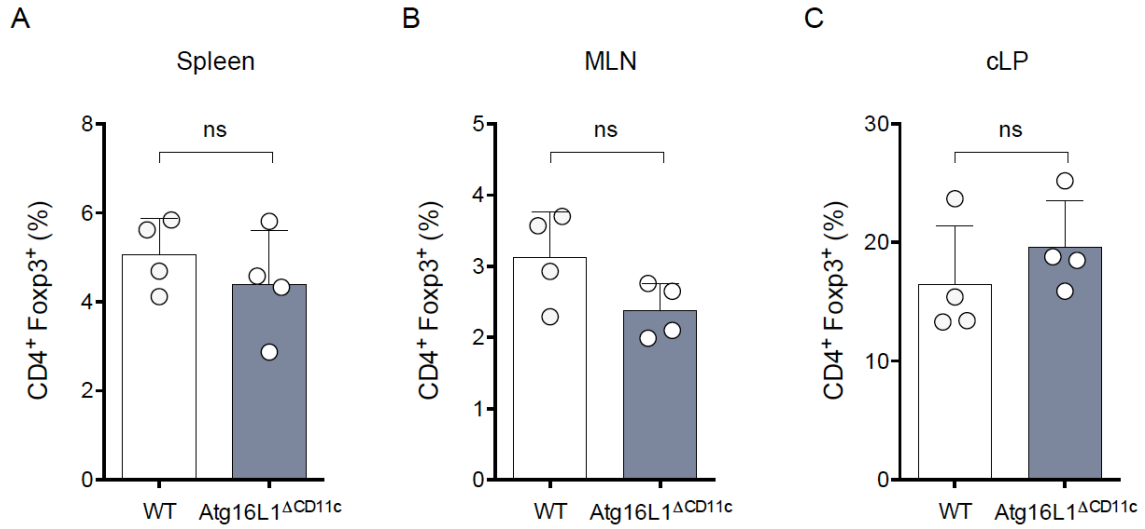 A
Spleen
CD4⁺ Foxp3⁺ (%)
8
6
4
2
0
ns
WT
Atg16L1ΔCD11c
B
MLN
CD4⁺ Foxp3⁺ (%)
5
4
3
2
1
0
ns
WT
Atg16L1ΔCD11c
C
cLP
CD4⁺ Foxp3⁺ (%)
30
20
10
0
ns
WT
Atg16L1ΔCD11c